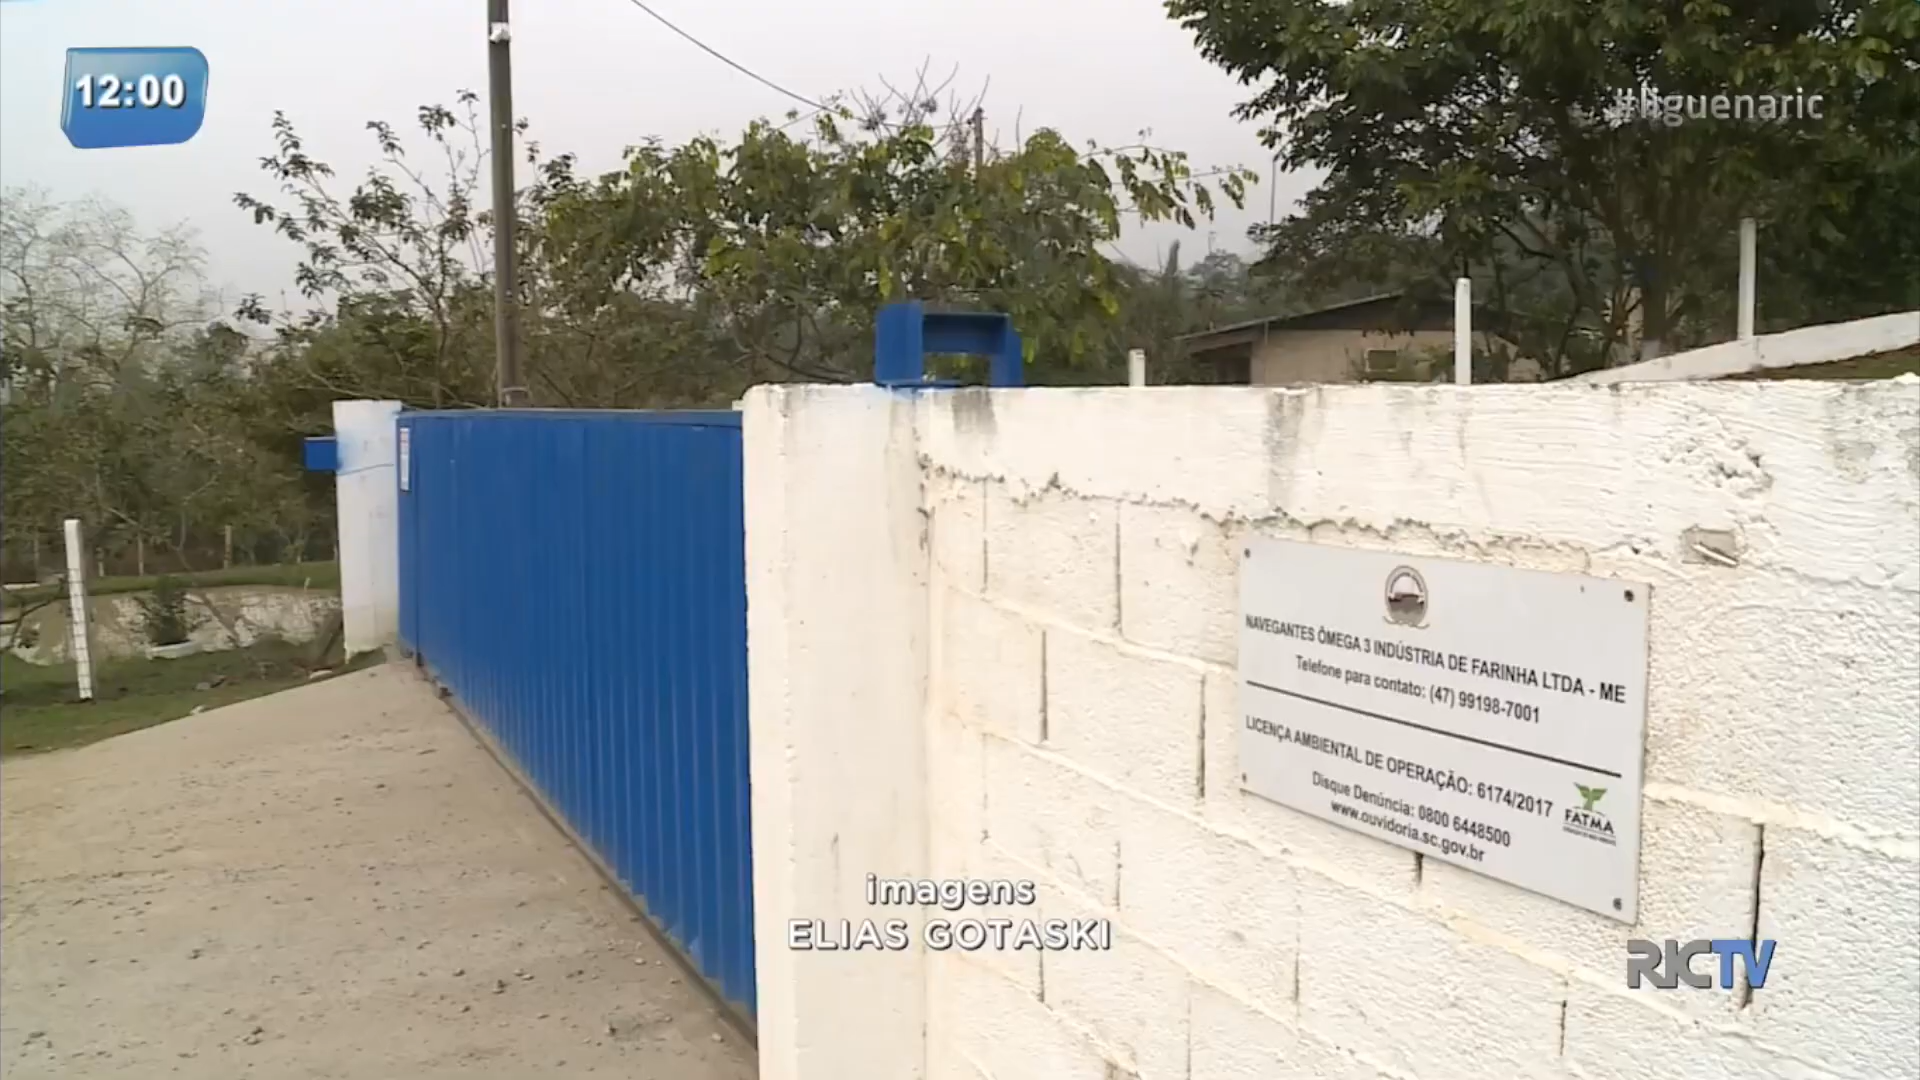 12:00
#liguenaric
NAVEGANTES ÔMEGA 3 INDÚSTRIA DE FARINHA LTDA - ME
Telefone para contato: (47) 99198-7001
LICENÇA AMBIENTAL DE OPERAÇÃO: 6174/2017
Disque Denúncia: 0800 6448500
www.ouvidoria.sc.gov.br
FATMA
imagens
ELIAS GOTASKI
RICTV